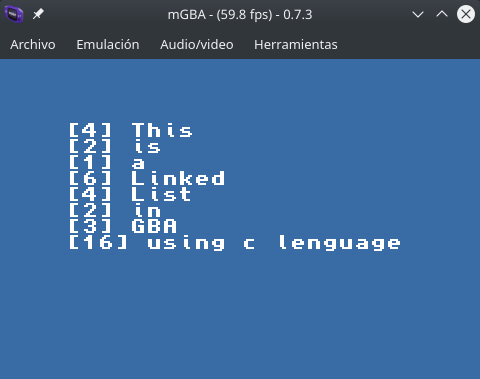 mGBA - (59.8 fps) - 0.7.3
Archivo Emulación Audio/video Herramientas
[4] This
[2] is
[1] a
[6] Linked
[4] List
[2] in
[3] GBA
[16] using c lenguage